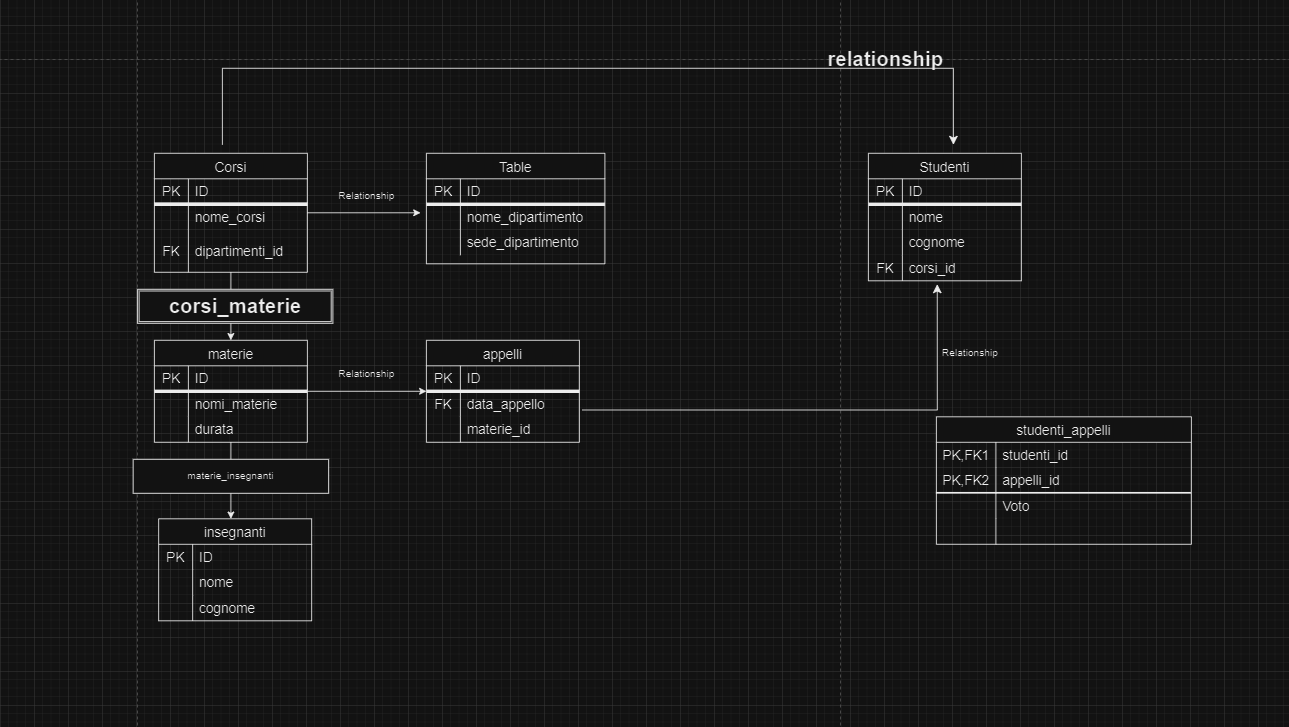 relationship
Corsi
PK ID
nome_corsi
FK dipartimenti_id
Relationship
Table
PK ID
nome_dipartimento
sede_dipartimento
Studenti
PK ID
nome
cognome
FK corsi_id
corsi_materie
materie
PK ID
nomi_materie
durata
Relationship
appelli
PK ID
FK data_appello
materie_id
Relationship
studenti_appelli
PK,FK1 studenti_id
PK,FK2 appelli_id
Voto
materie_insegnanti
insegnanti
PK ID
nome
cognome